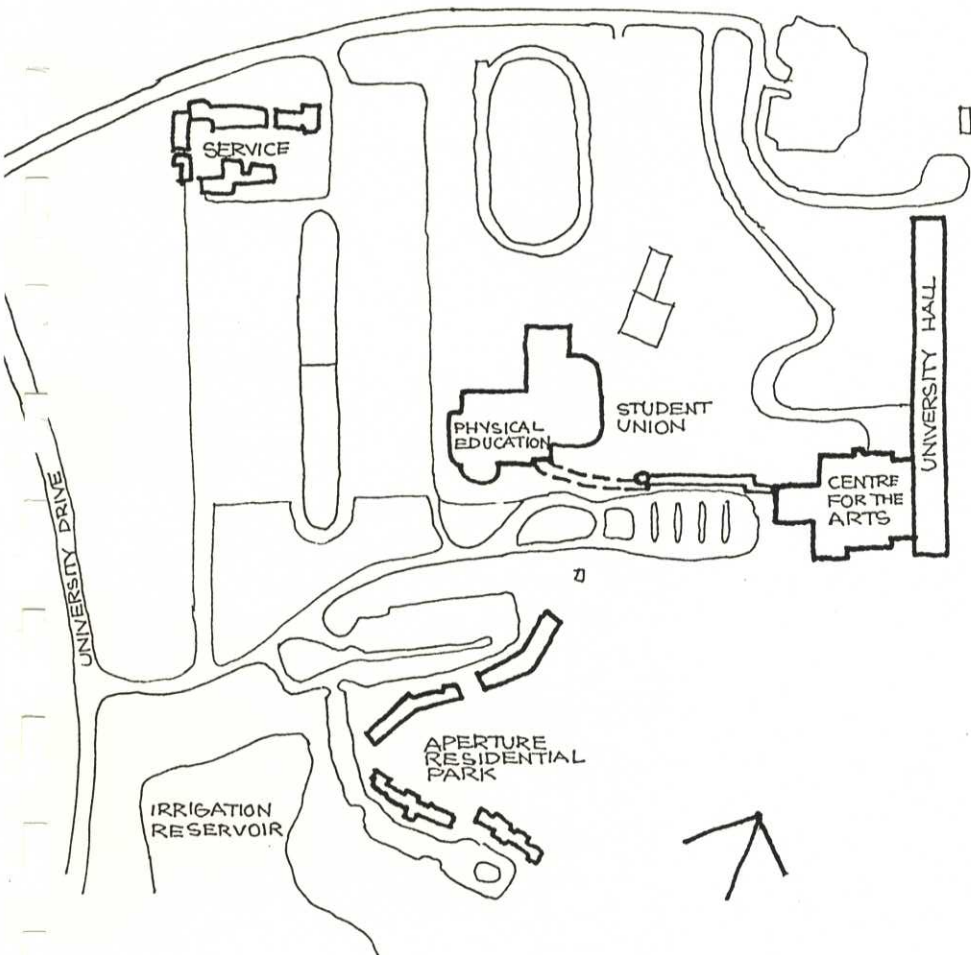 SERVICE
UNIVERSITY HALL
STUDENT
UNION
PHYSICAL
EDUCATION
CENTRE
FOR THE
ARTS
UNIVERSITY DRIVE
APERTURE
RESIDENTIAL
PARK
IRRIGATION
RESERVOIR